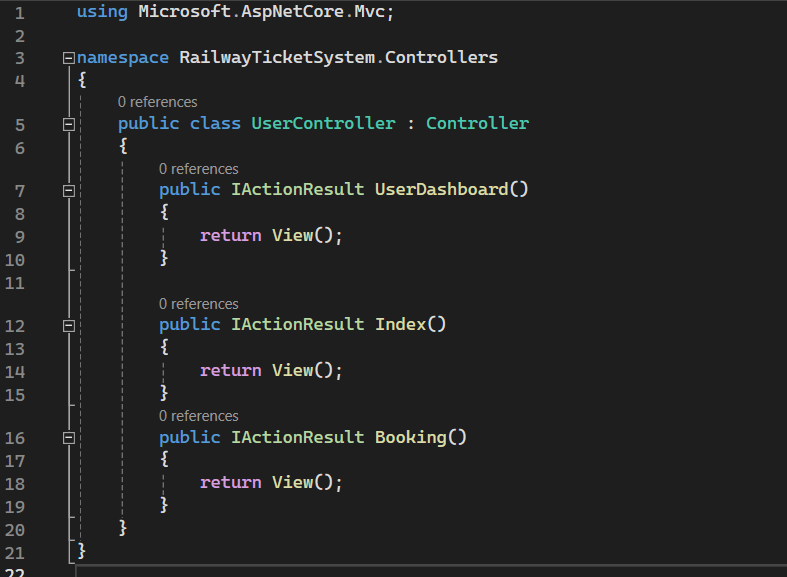 1 using Microsoft.AspNetCore.Mvc;
2
3 namespace RailwayTicketSystem.Controllers
4 {
0 references
5 public class UserController : Controller
6 {
0 references
7 public IActionResult UserDashboard()
8 {
9 return View();
10 }
11
0 references
12 public IActionResult Index()
13 {
14 return View();
15 }
0 references
16 public IActionResult Booking()
17 {
18 return View();
19 }
20 }
21 }
22